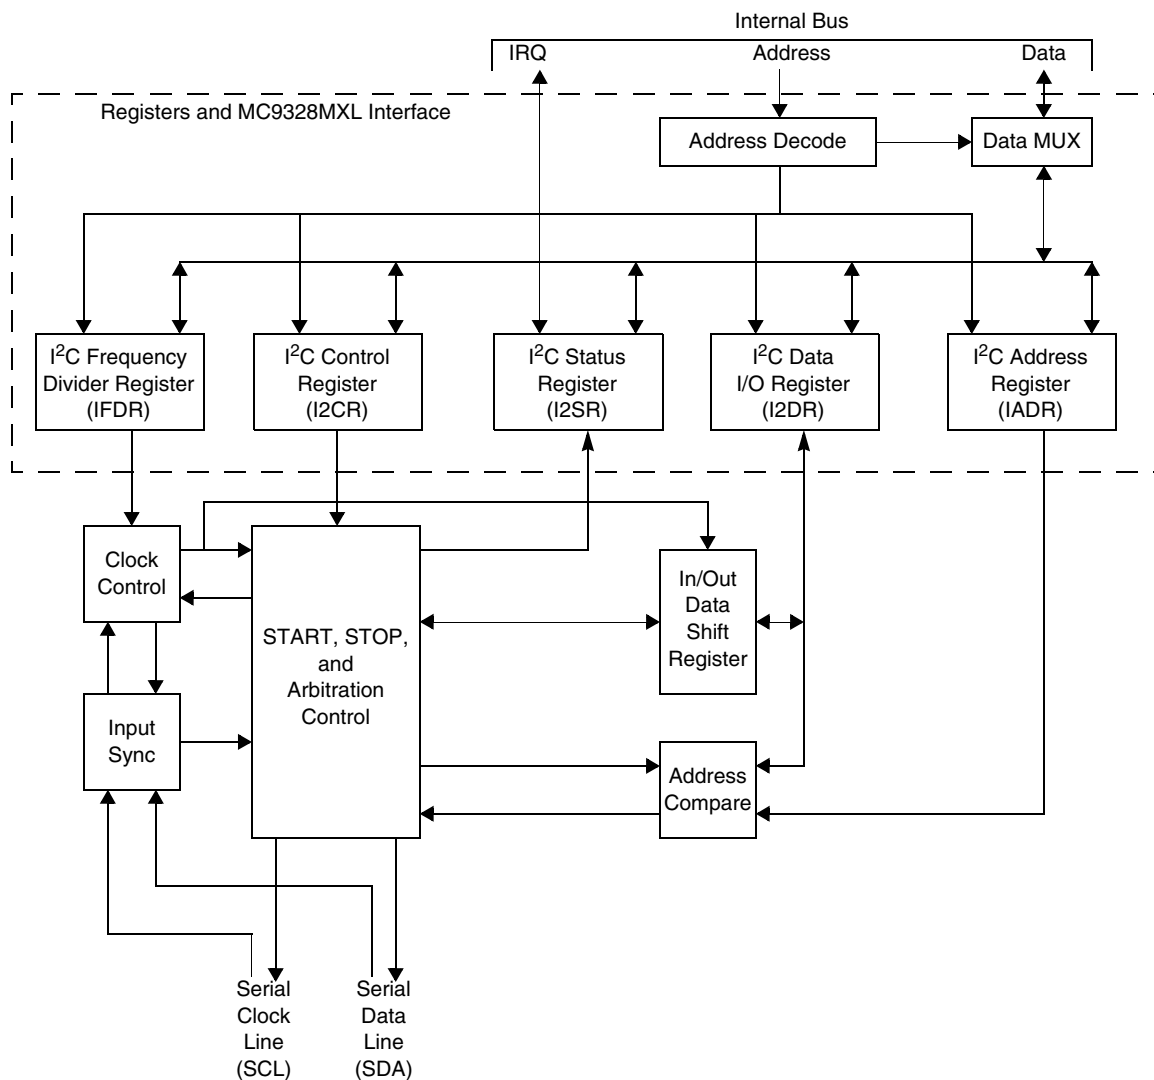 Internal Bus
IRQ
Address
Data
Registers and MC9328MXL Interface
Address Decode
Data MUX
I²C Frequency
Divider Register
(IFDR)
I²C Control
Register
(I2CR)
I²C Status
Register
(I2SR)
I²C Data
I/O Register
(I2DR)
I²C Address
Register
(IADR)
Clock
Control
START, STOP,
and
Arbitration
Control
In/Out
Data
Shift
Register
Input
Sync
Address
Compare
Serial
Clock
Line
(SCL)
Serial
Data
Line
(SDA)